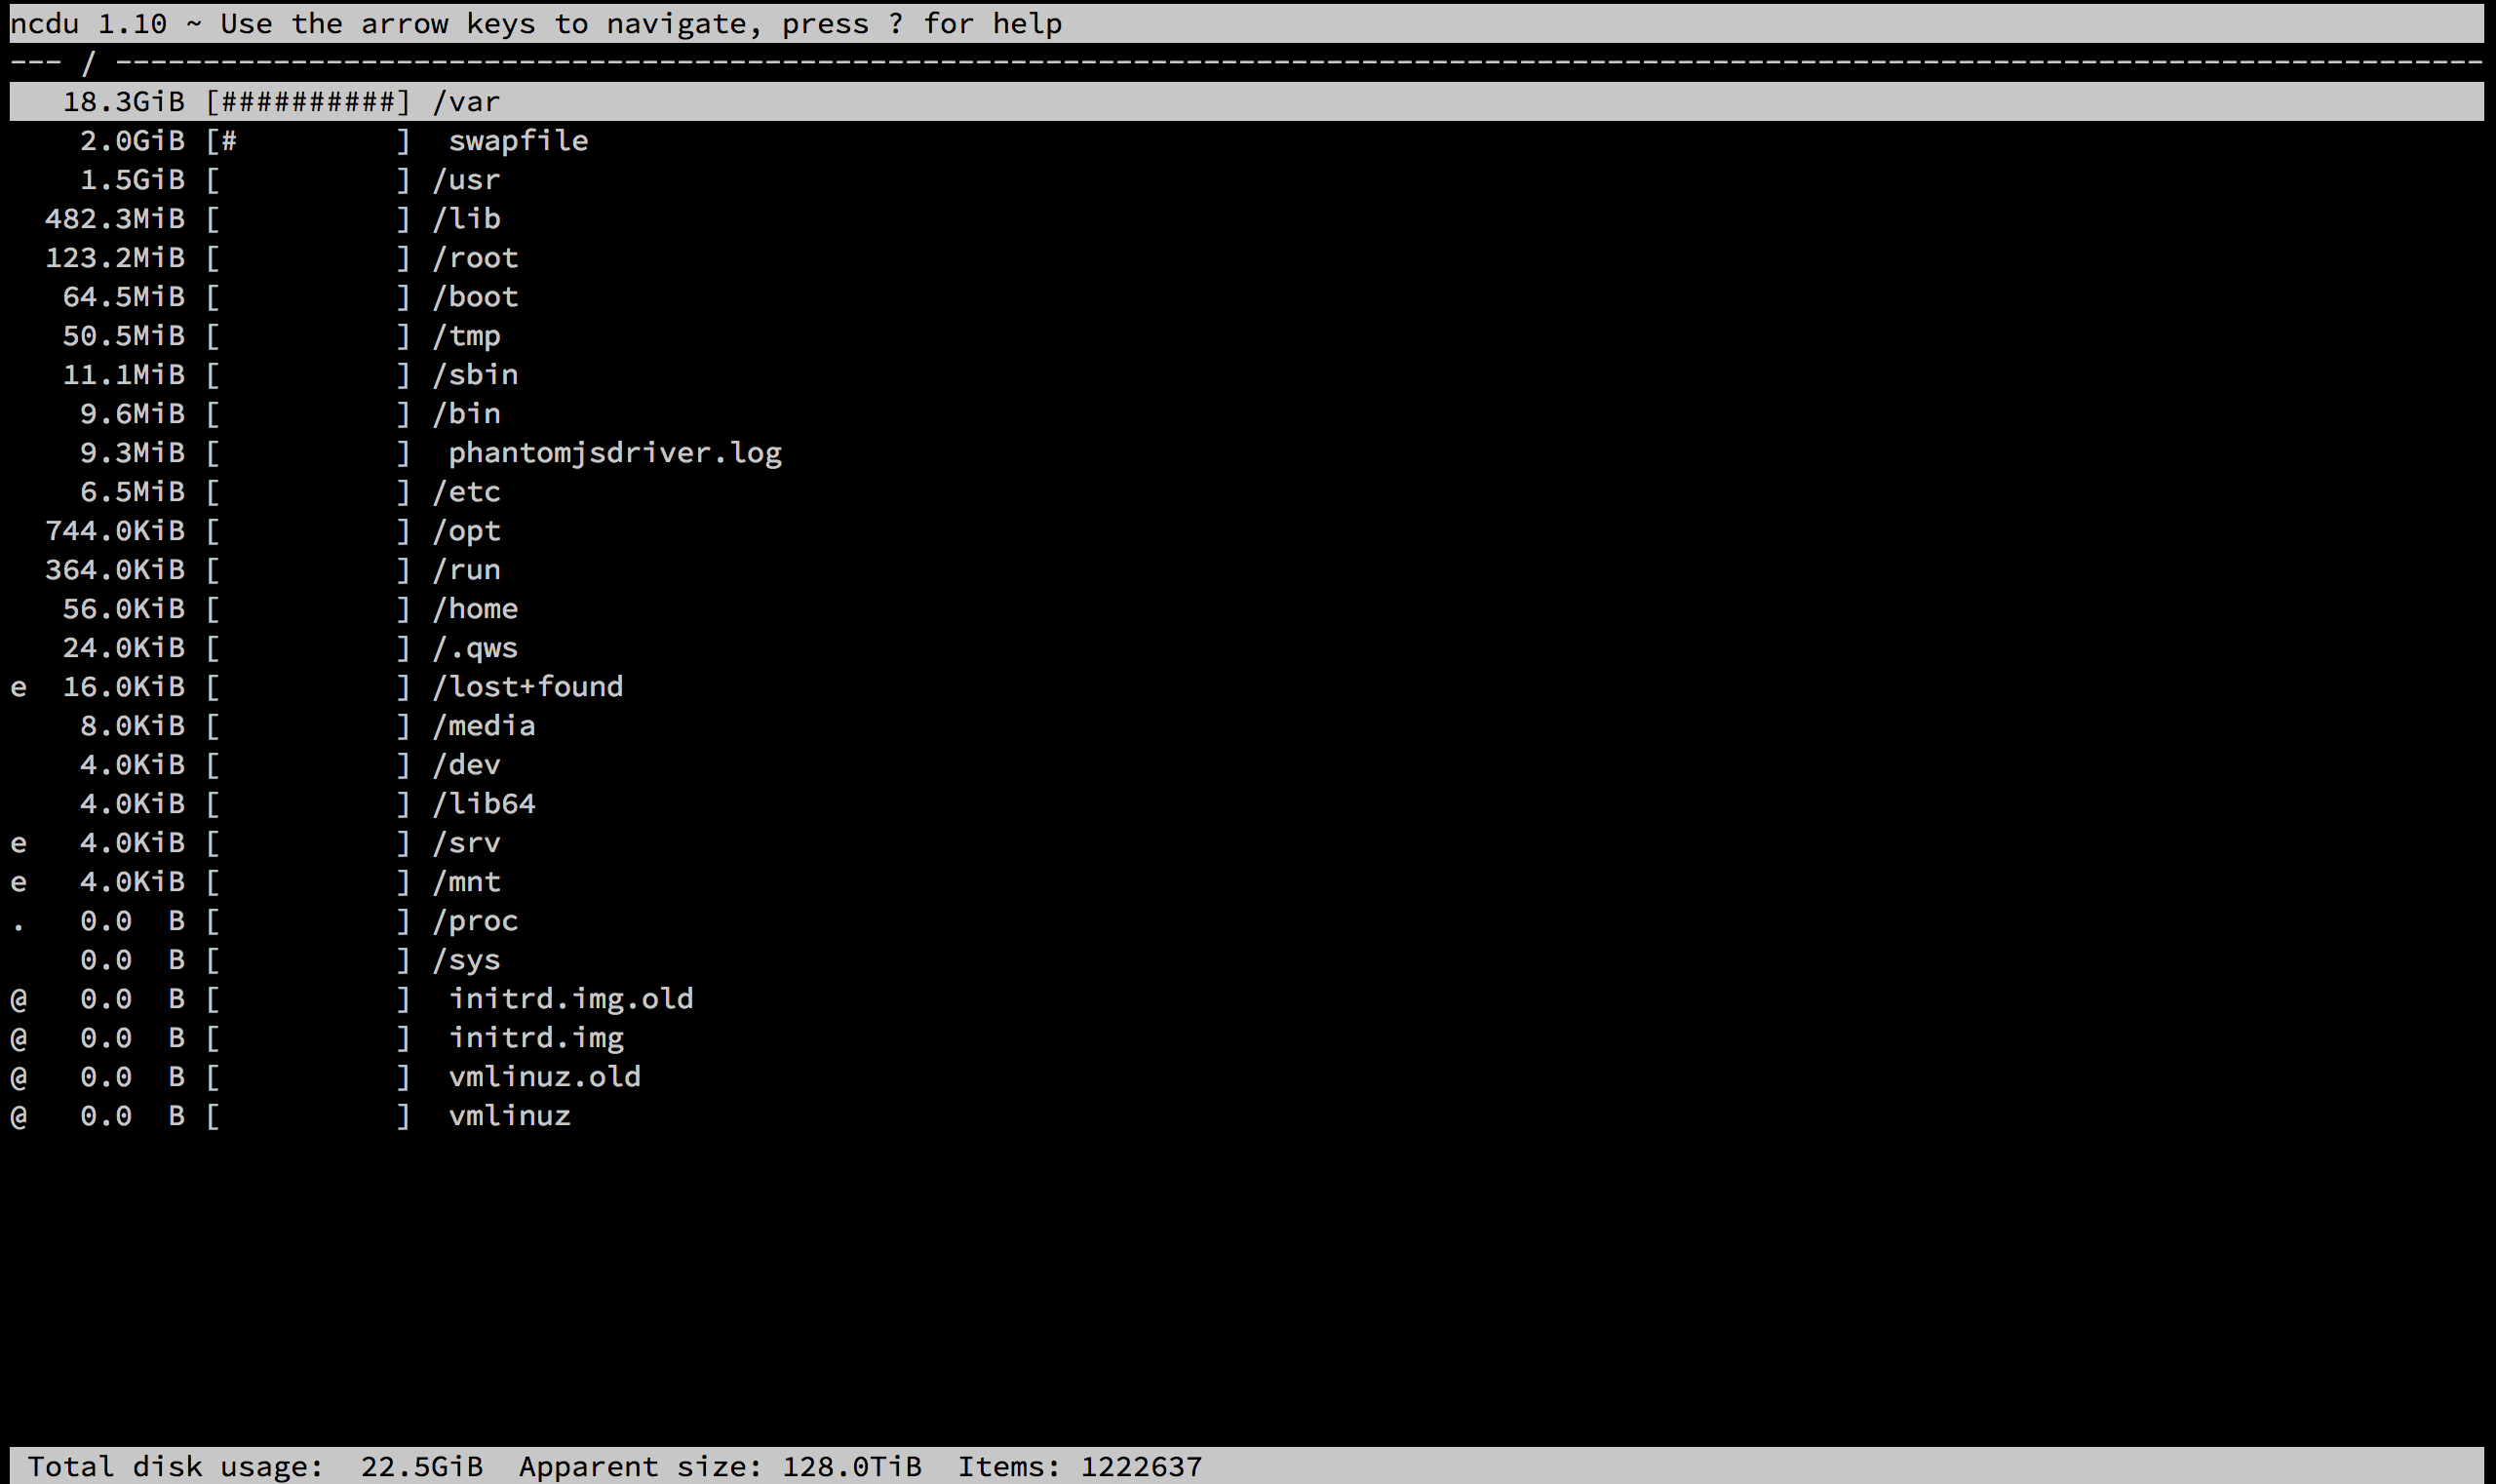 ncdu 1.10 ~ Use the arrow keys to navigate, press ? for help
--- / ---------------------------------------------------------------------------------------------------------------------------------------
   18.3GiB [##########] /var
    2.0GiB [#         ]  swapfile
    1.5GiB [          ] /usr
  482.3MiB [          ] /lib
  123.2MiB [          ] /root
   64.5MiB [          ] /boot
   50.5MiB [          ] /tmp
   11.1MiB [          ] /sbin
    9.6MiB [          ] /bin
    9.3MiB [          ]  phantomjsdriver.log
    6.5MiB [          ] /etc
  744.0KiB [          ] /opt
  364.0KiB [          ] /run
   56.0KiB [          ] /home
   24.0KiB [          ] /.qws
e  16.0KiB [          ] /lost+found
    8.0KiB [          ] /media
    4.0KiB [          ] /dev
    4.0KiB [          ] /lib64
e   4.0KiB [          ] /srv
e   4.0KiB [          ] /mnt
.   0.0  B [          ] /proc
    0.0  B [          ] /sys
@   0.0  B [          ]  initrd.img.old
@   0.0  B [          ]  initrd.img
@   0.0  B [          ]  vmlinuz.old
@   0.0  B [          ]  vmlinuz
 Total disk usage:  22.5GiB  Apparent size: 128.0TiB  Items: 1222637